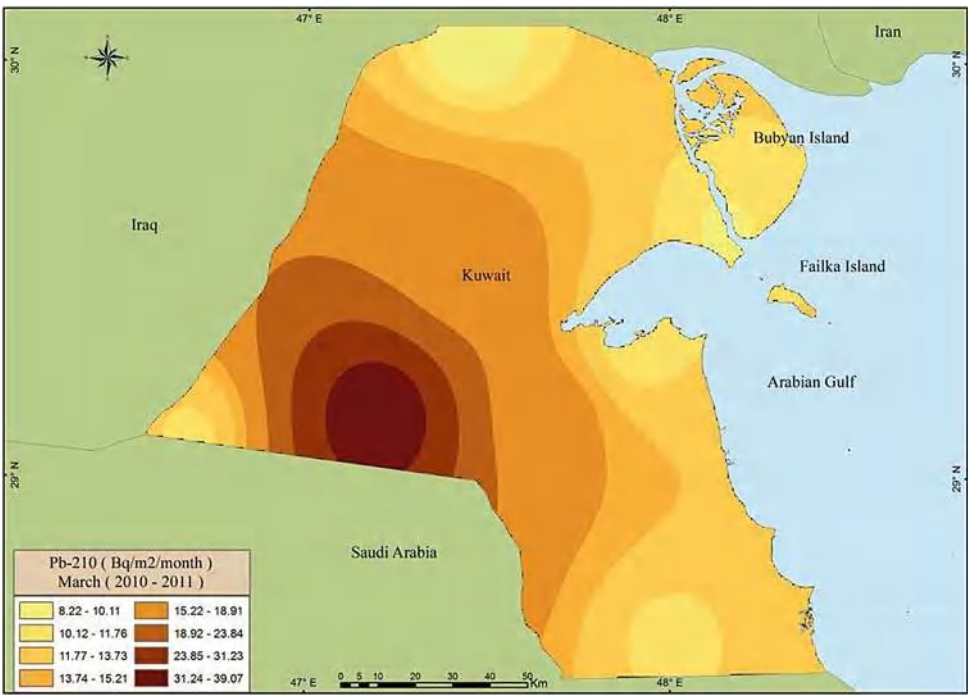 47° E
48° E
30° N
30° N
Iran
Bubyan Island
Iraq
Failka Island
Kuwait
Arabian Gulf
29° N
29° N
Saudi Arabia
Pb-210 ( Bq/m2/month )
March ( 2010 - 2011 )
8.22 - 10.11
15.22 - 18.91
10.12 - 11.76
18.92 - 23.84
11.77 - 13.73
23.85 - 31.23
13.74 - 15.21
31.24 - 39.07
0 5 10 20 30 40 50 Km
47° E
48° E